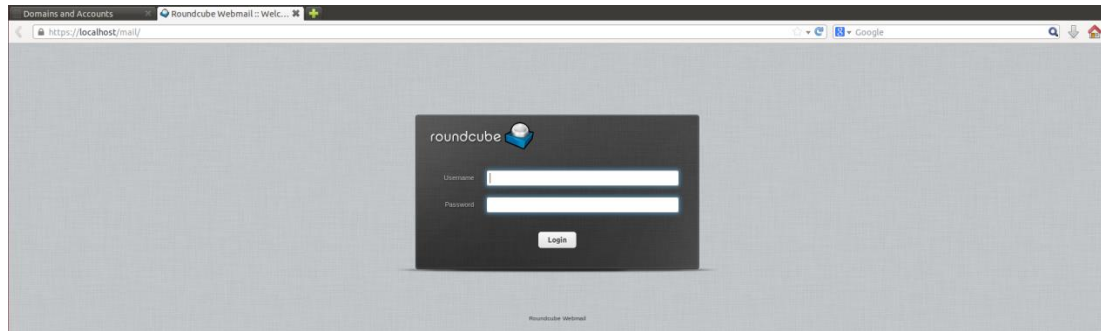 Domains and Accounts
Roundcube Webmail :: Welc...
https://localhost/mail/
Google
roundcube
Username
Password
Login
Roundcube Webmail